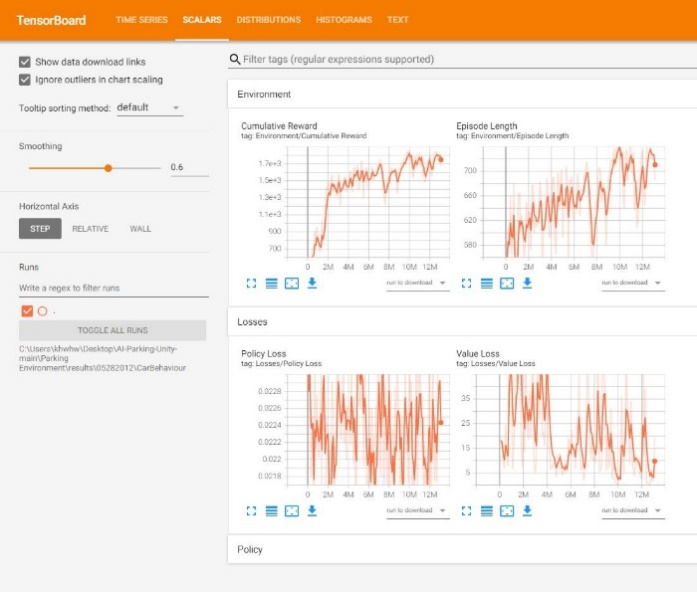 TensorBoard
TIME SERIES SCALARS DISTRIBUTIONS HISTOGRAMS TEXT
Show data download links
Ignore outliers in chart scaling
Tooltip sorting method: default
Smoothing
0.6
Horizontal Axis
STEP RELATIVE WALL
Runs
Write a regex to filter runs
.
TOGGLE ALL RUNS
C:\Users\khwhw\Desktop\AI-Parking-Unity-
main\Parking
Environment\results\05282012\CarBehaviour
Filter tags (regular expressions supported)
Environment
Cumulative Reward
tag: Environment/Cumulative Reward
1.7e+3
1.5e+3
1.3e+3
1.1e+3
900
700
0 2M 4M 6M 8M 10M 12M
run to download
Episode Length
tag: Environment/Episode Length
700
660
620
580
0 2M 4M 6M 8M 10M 12M
run to download
Losses
Policy Loss
tag: Losses/Policy Loss
0.0228
0.0226
0.0224
0.0222
0.022
0.0218
0 2M 4M 6M 8M 10M 12M
run to download
Value Loss
tag: Losses/Value Loss
35
25
15
5
0 2M 4M 6M 8M 10M 12M
run to download
Policy